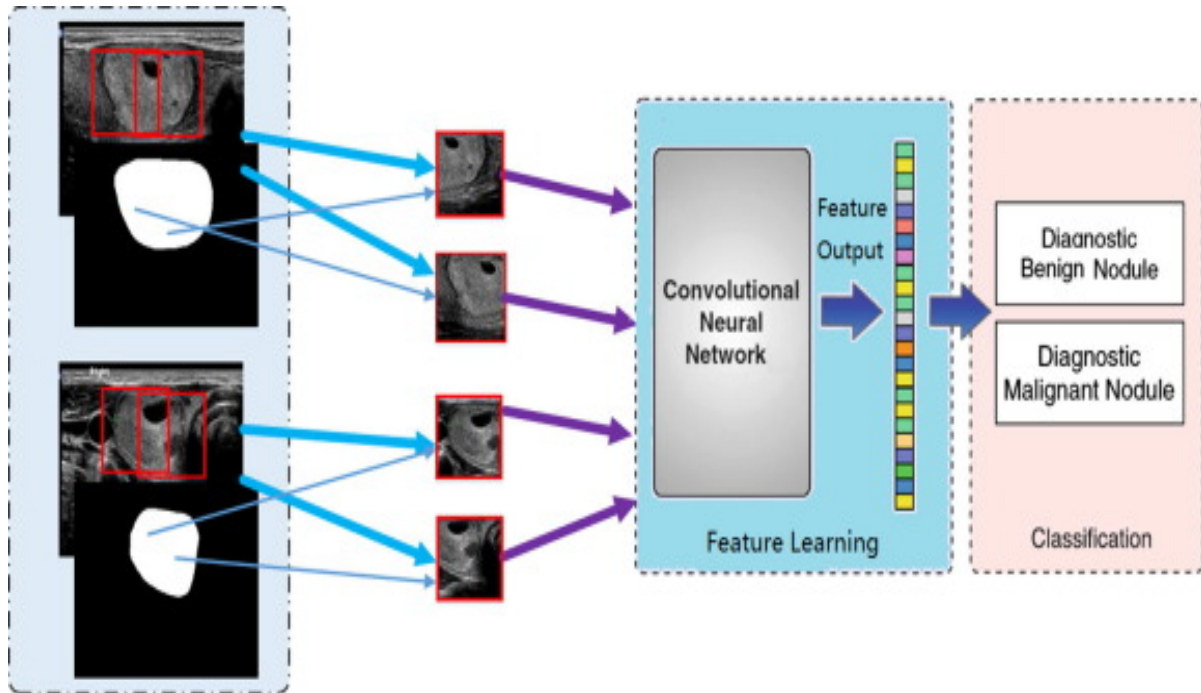 Convolutional
Neural
Network
Feature
Output
Feature Learning
Diagnostic
Benign Nodule
Diagnostic
Malignant Nodule
Classification